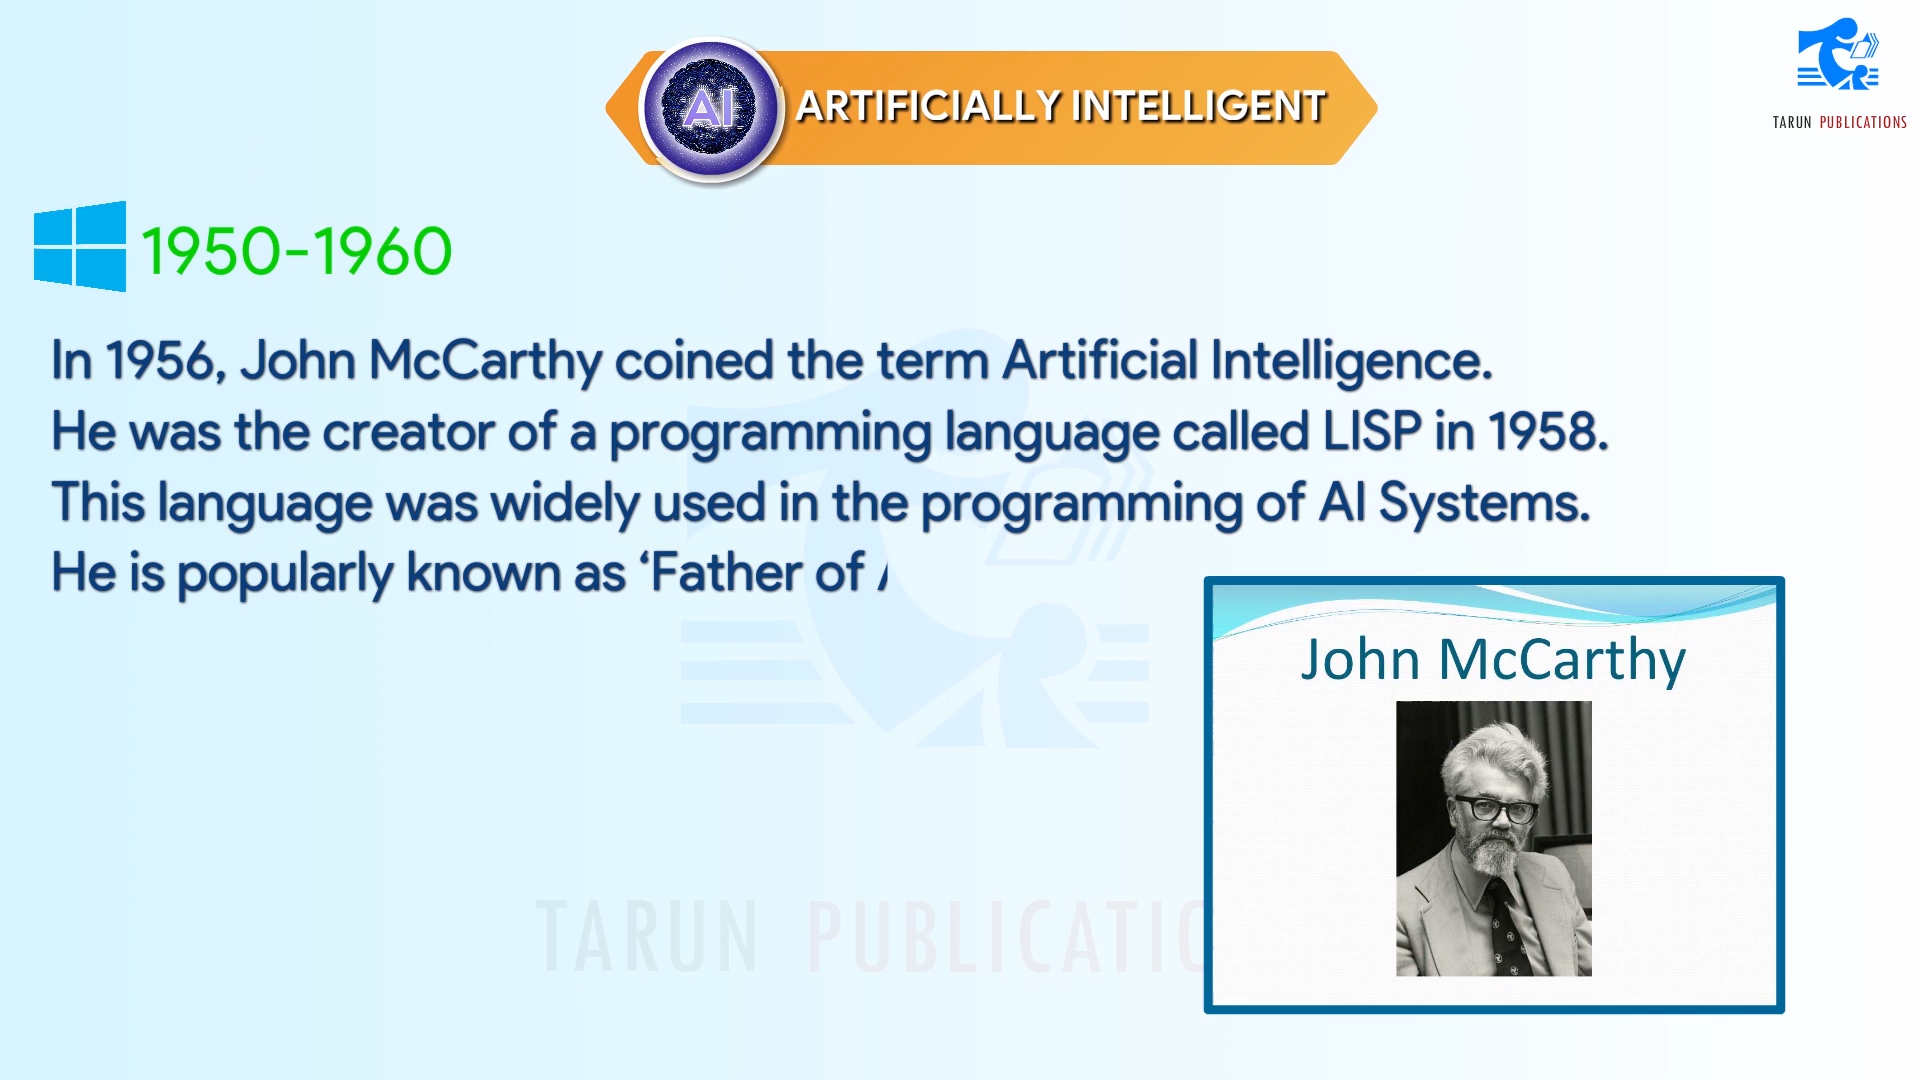 AI ARTIFICIALLY INTELLIGENT
TARUN PUBLICATIONS
1950-1960
In 1956, John McCarthy coined the term Artificial Intelligence.
He was the creator of a programming language called LISP in 1958.
This language was widely used in the programming of AI Systems.
He is popularly known as ‘Father of
John McCarthy
TARUN PUBLICATIO